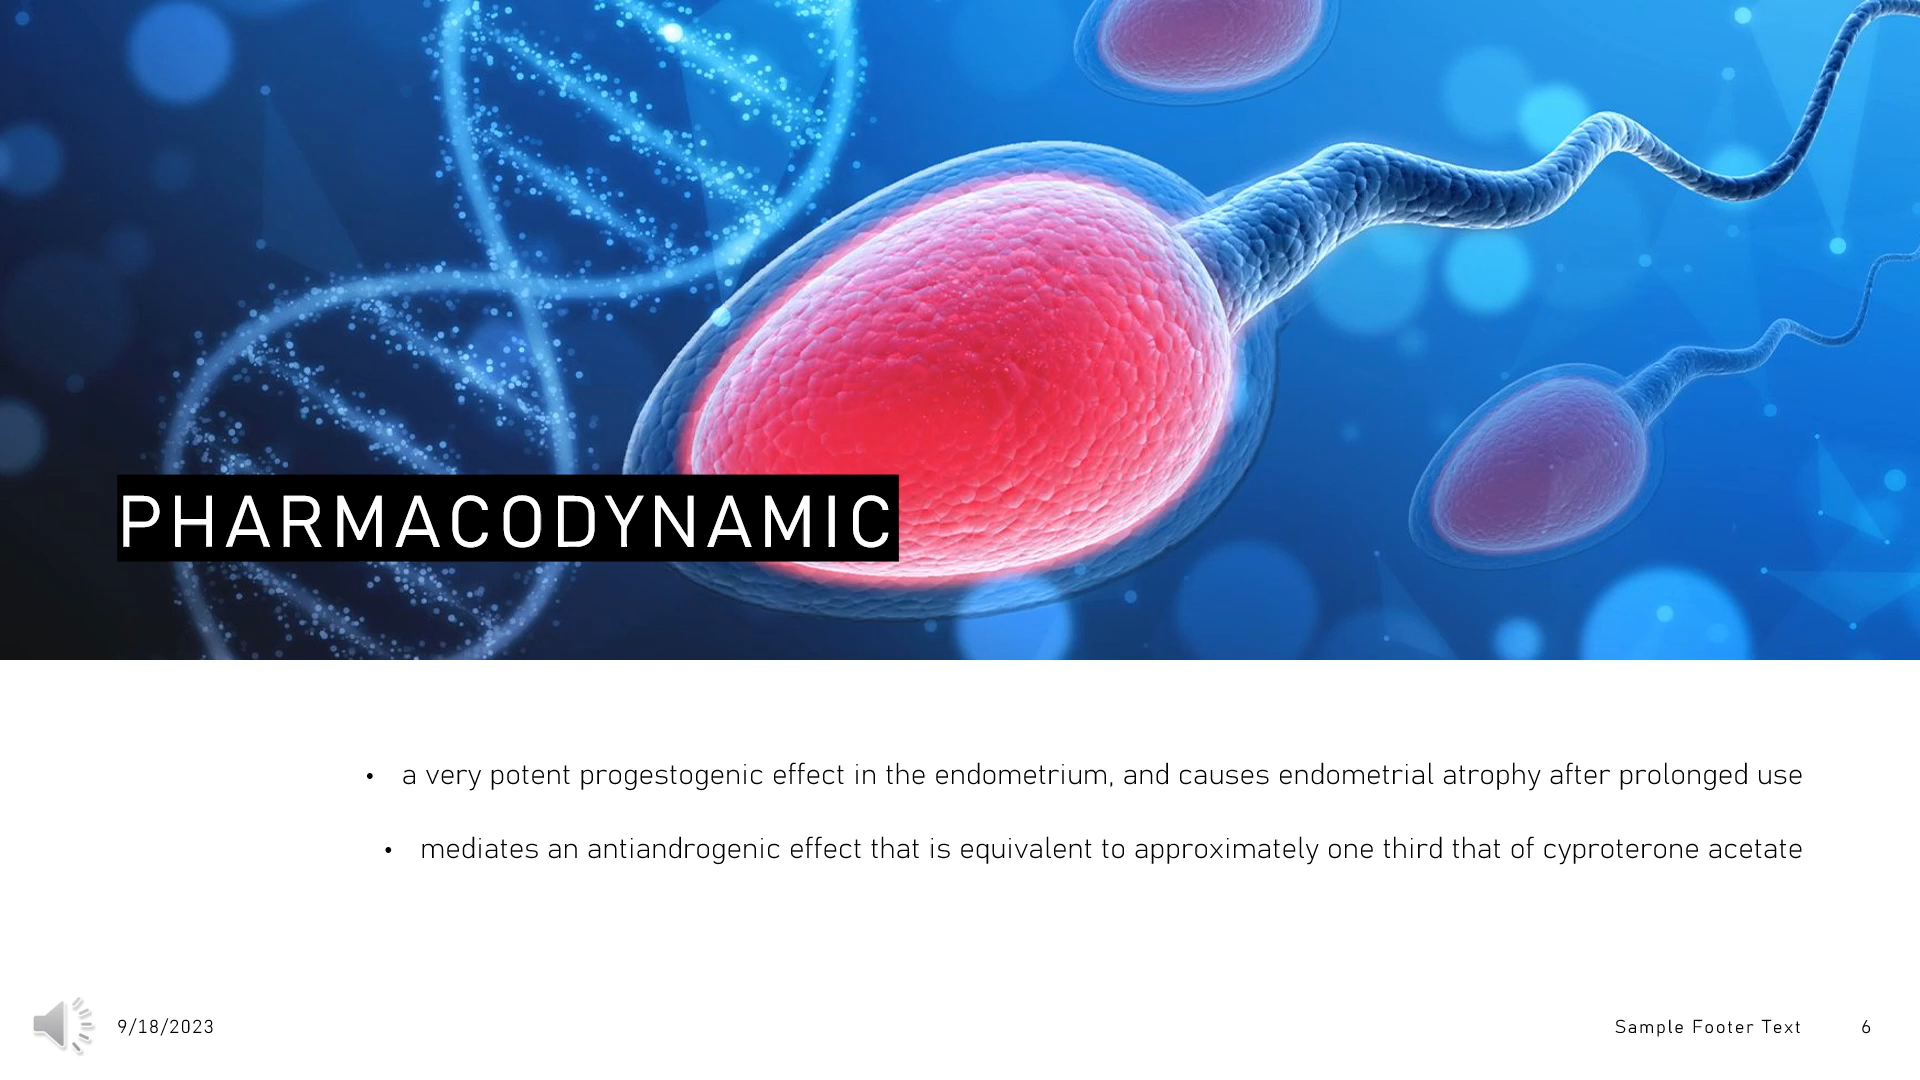 PHARMACODYNAMIC
• a very potent progestogenic effect in the endometrium, and causes endometrial atrophy after prolonged use
• mediates an antiandrogenic effect that is equivalent to approximately one third that of cyproterone acetate
9/18/2023
Sample Footer Text
6